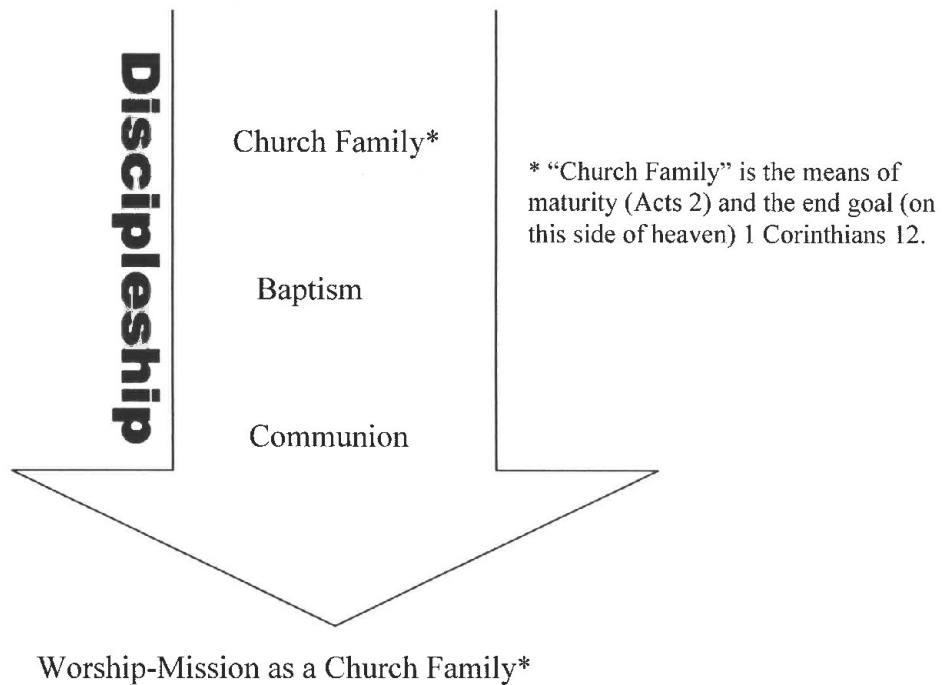 Discipleship
Church Family*
* “Church Family” is the means of
maturity (Acts 2) and the end goal (on
this side of heaven) 1 Corinthians 12.
Baptism
Communion
Worship-Mission as a Church Family*